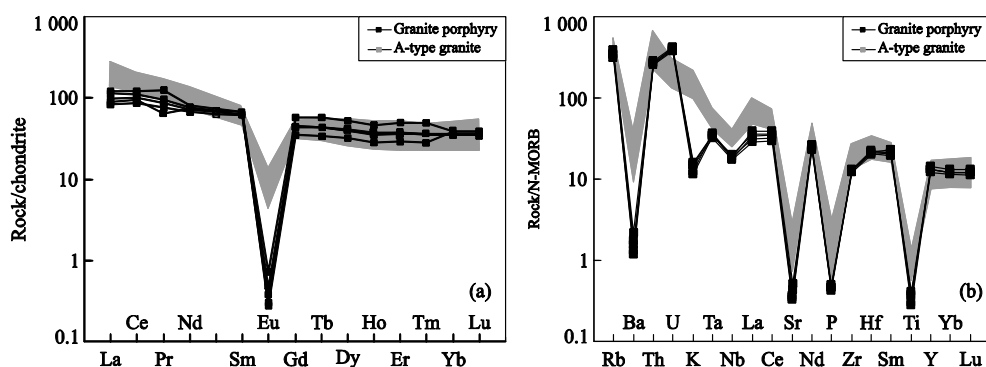 1 000
100
10
1
0.1
Rock/chondrite
Granite porphyry
A-type granite
(a)
Ce Nd Eu Tb Ho Tm Lu
La Pr Sm Gd Dy Er Yb
1 000
100
10
1
0.1
Rock/N-MORB
Granite porphyry
A-type granite
(b)
Ba U Ta La Sr P Hf Ti Yb
Rb Th K Nb Ce Nd Zr Sm Y Lu